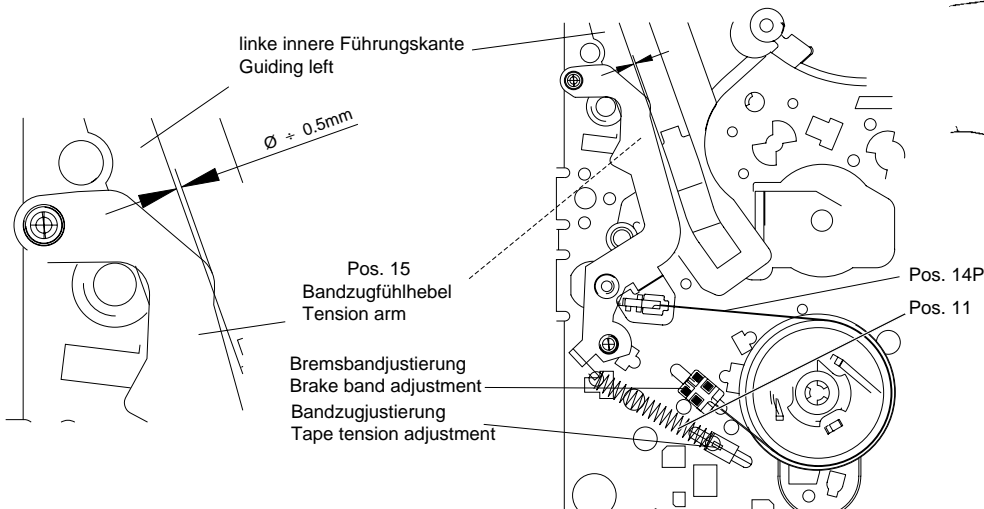 linke innere Führungskante
Guiding left
Ø ÷ 0.5mm
Pos. 15
Bandzugfühlhebel
Tension arm
Pos. 14P
Pos. 11
Bremsbandjustierung
Brake band adjustment
Bandzugjustierung
Tape tension adjustment